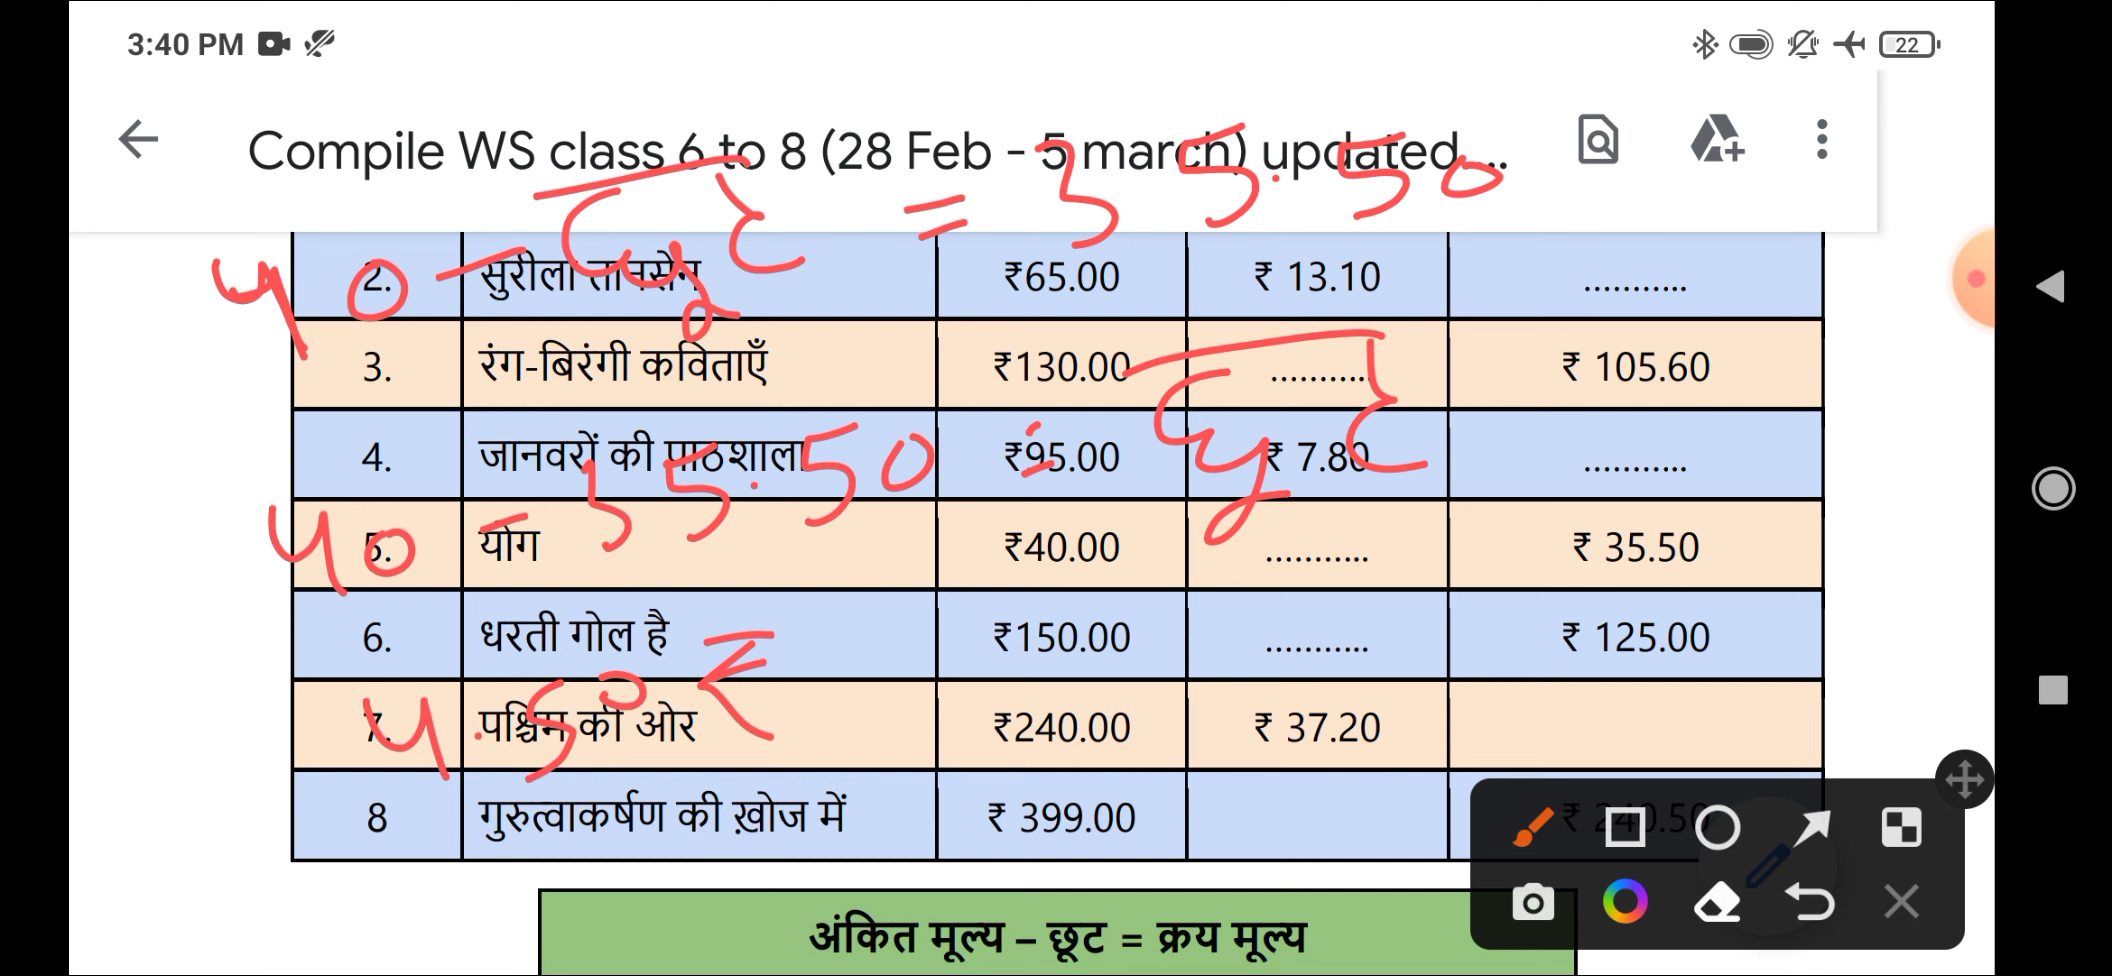 3:40 PM 22
Compile WS class 6 to 8 (28 Feb - 5 march) updated....
40 - छूट = 35.50
2. सुरीला तानसेन ₹65.00 ₹ 13.10 ...........
3. रंग-बिरंगी कविताएँ ₹130.00 ........... ₹ 105.60
4. जानवरों की पाठशाला ₹95.00 ₹ 7.80 ...........
40 - 35.50 = छूट
5. योग ₹40.00 ........... ₹ 35.50
6. धरती गोल है ₹150.00 ........... ₹ 125.00
4.50 ₹
7. पश्चिम की ओर ₹240.00 ₹ 37.20
8 गुरुत्वाकर्षण की ख़ोज में ₹ 399.00 ₹ 240.50
अंकित मूल्य – छूट = क्रय मूल्य